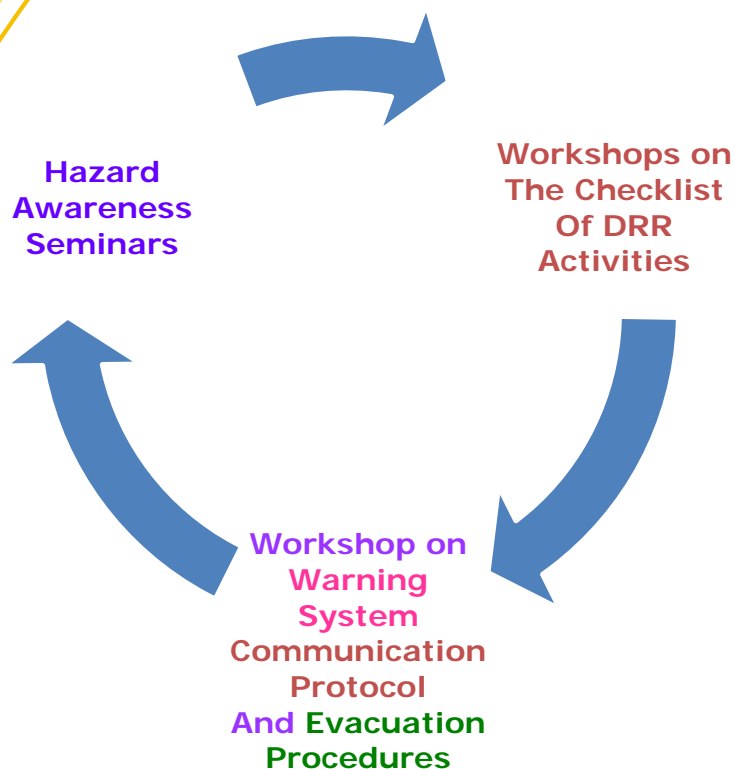 Hazard
Awareness
Seminars
Workshops on
The Checklist
Of DRR
Activities
Workshop on
Warning
System
Communication
Protocol
And Evacuation
Procedures